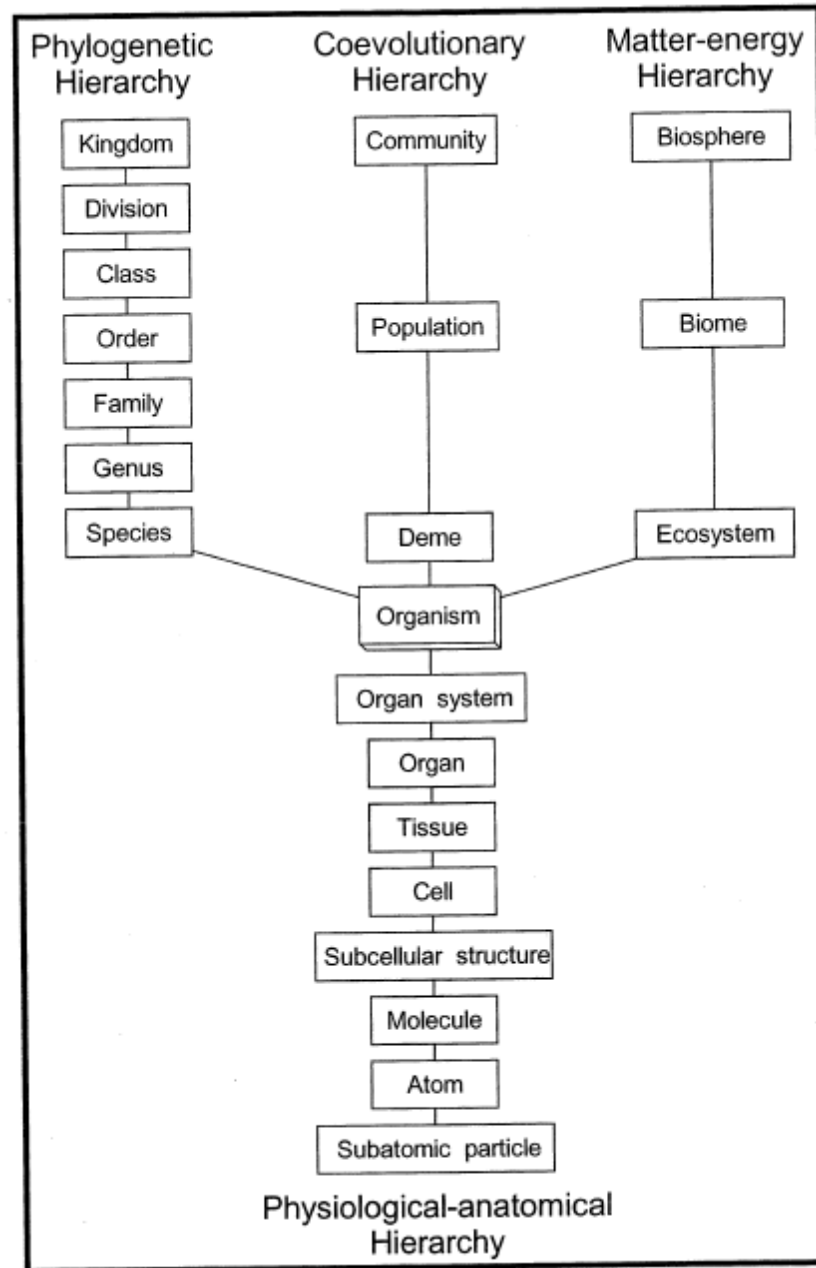 Phylogenetic
Hierarchy
Kingdom
Division
Class
Order
Family
Genus
Species
Coevolutionary
Hierarchy
Community
Population
Deme
Matter-energy
Hierarchy
Biosphere
Biome
Ecosystem
Organism
Organ system
Organ
Tissue
Cell
Subcellular structure
Molecule
Atom
Subatomic particle
Physiological-anatomical
Hierarchy